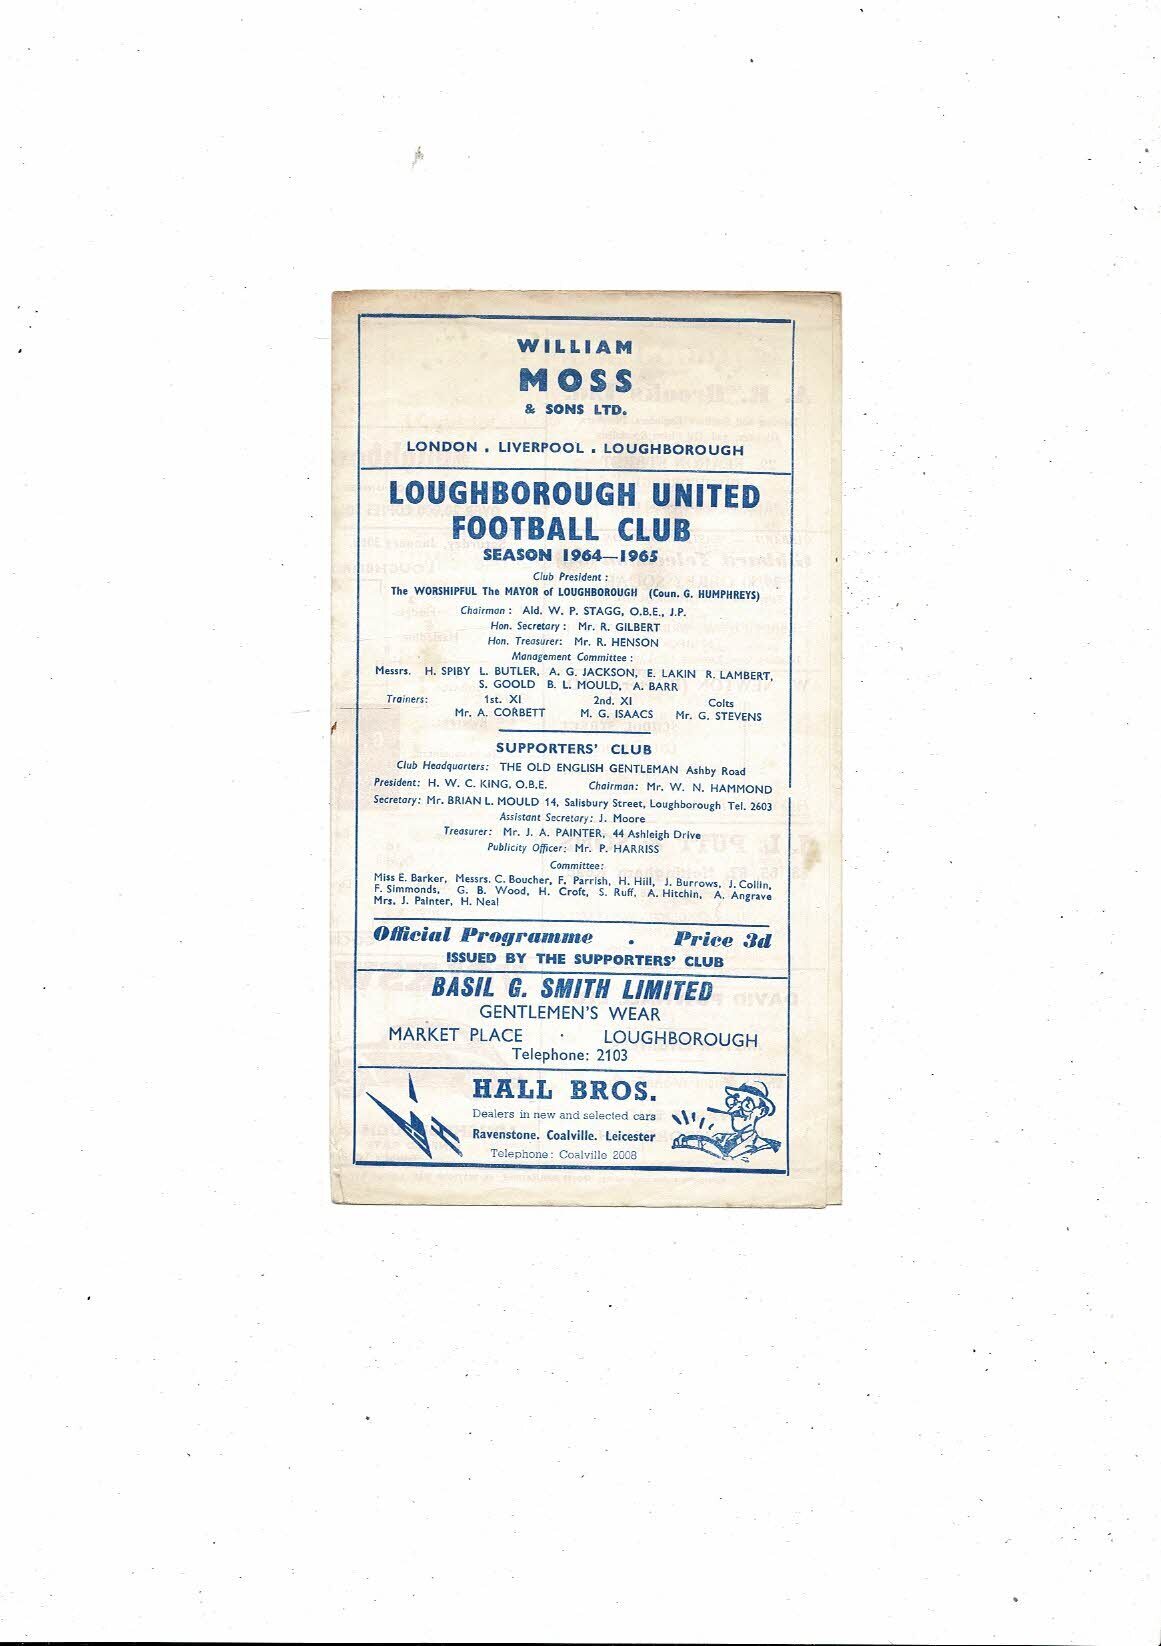 WILLIAM
MOSS
& SONS LTD.
LONDON . LIVERPOOL . LOUGHBOROUGH
LOUGHBOROUGH UNITED
FOOTBALL CLUB
SEASON 1964—1965
Club President :
The WORSHIPFUL The MAYOR of LOUGHBOROUGH (Coun. G. HUMPHREYS)
Chairman : Ald. W. P. STAGG, O.B.E., J.P.
Hon. Secretary : Mr. R. GILBERT
Hon. Treasurer: Mr. R. HENSON
Management Committee :
Messrs. H. SPIBY L. BUTLER, A. G. JACKSON, E. LAKIN R. LAMBERT,
S. GOOLD B. L. MOULD, A. BARR
Trainers: 1st. XI 2nd. XI Colts
Mr. A. CORBETT M. G. ISAACS Mr. G. STEVENS
SUPPORTERS' CLUB
Club Headquarters: THE OLD ENGLISH GENTLEMAN Ashby Road
President: H. W. C. KING, O.B.E. Chairman: Mr. W. N. HAMMOND
Secretary: Mr. BRIAN L. MOULD 14, Salisbury Street, Loughborough Tel. 2603
Assistant Secretary: J. Moore
Treasurer: Mr. J. A. PAINTER, 44 Ashleigh Drive
Publicity Officer: Mr. P. HARRISS
Committee:
Miss E. Barker, Messrs. C. Boucher, F. Parrish, H. Hill, J. Burrows, J. Collin,
F. Simmonds, G. B. Wood, H. Croft, S. Ruff, A. Hitchin, A. Angrave
Mrs. J. Painter, H. Neal
Official Programme . Price 3d
ISSUED BY THE SUPPORTERS' CLUB
BASIL G. SMITH LIMITED
GENTLEMEN'S WEAR
MARKET PLACE · LOUGHBOROUGH
Telephone: 2103
HALL BROS.
Dealers in new and selected cars
Ravenstone. Coalville. Leicester
Telephone: Coalville 2008